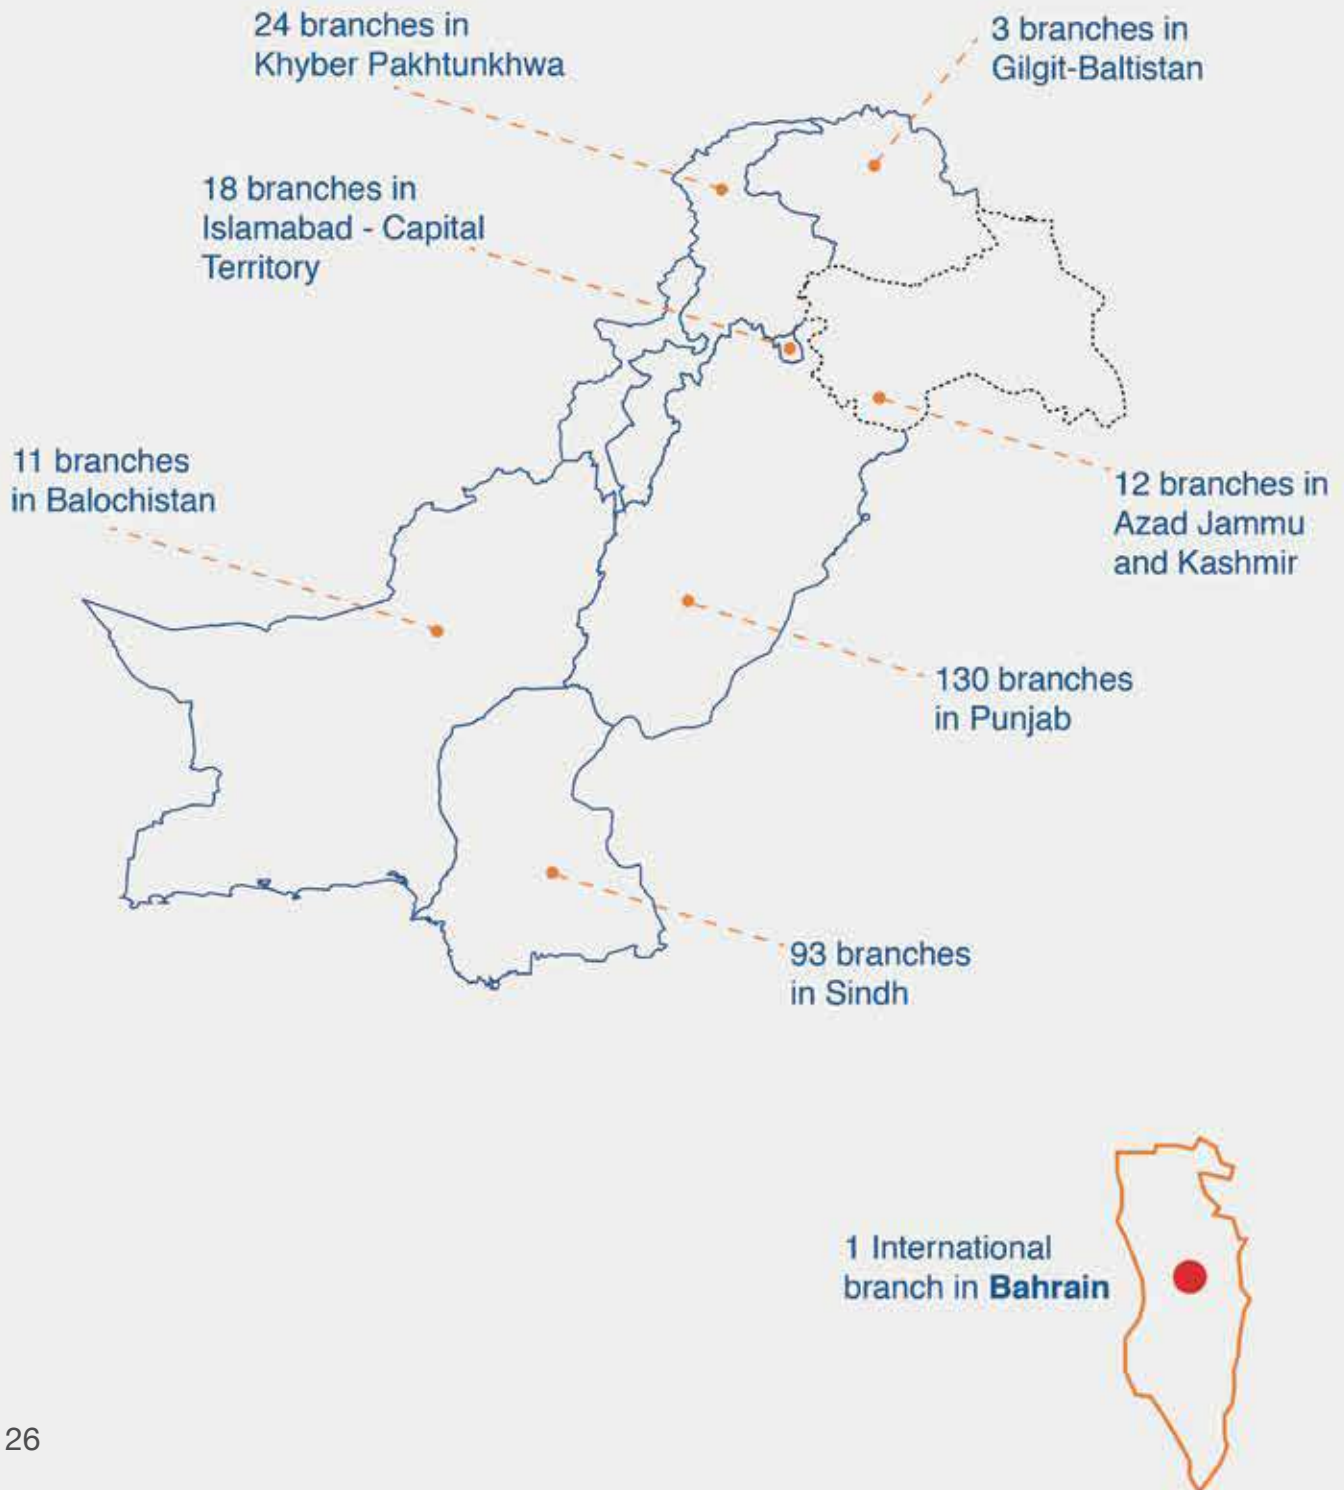 24 branches in
Khyber Pakhtunkhwa
3 branches in
Gilgit-Baltistan
18 branches in
Islamabad - Capital
Territory
11 branches
in Balochistan
12 branches in
Azad Jammu
and Kashmir
130 branches
in Punjab
93 branches
in Sindh
1 International
branch in Bahrain
26